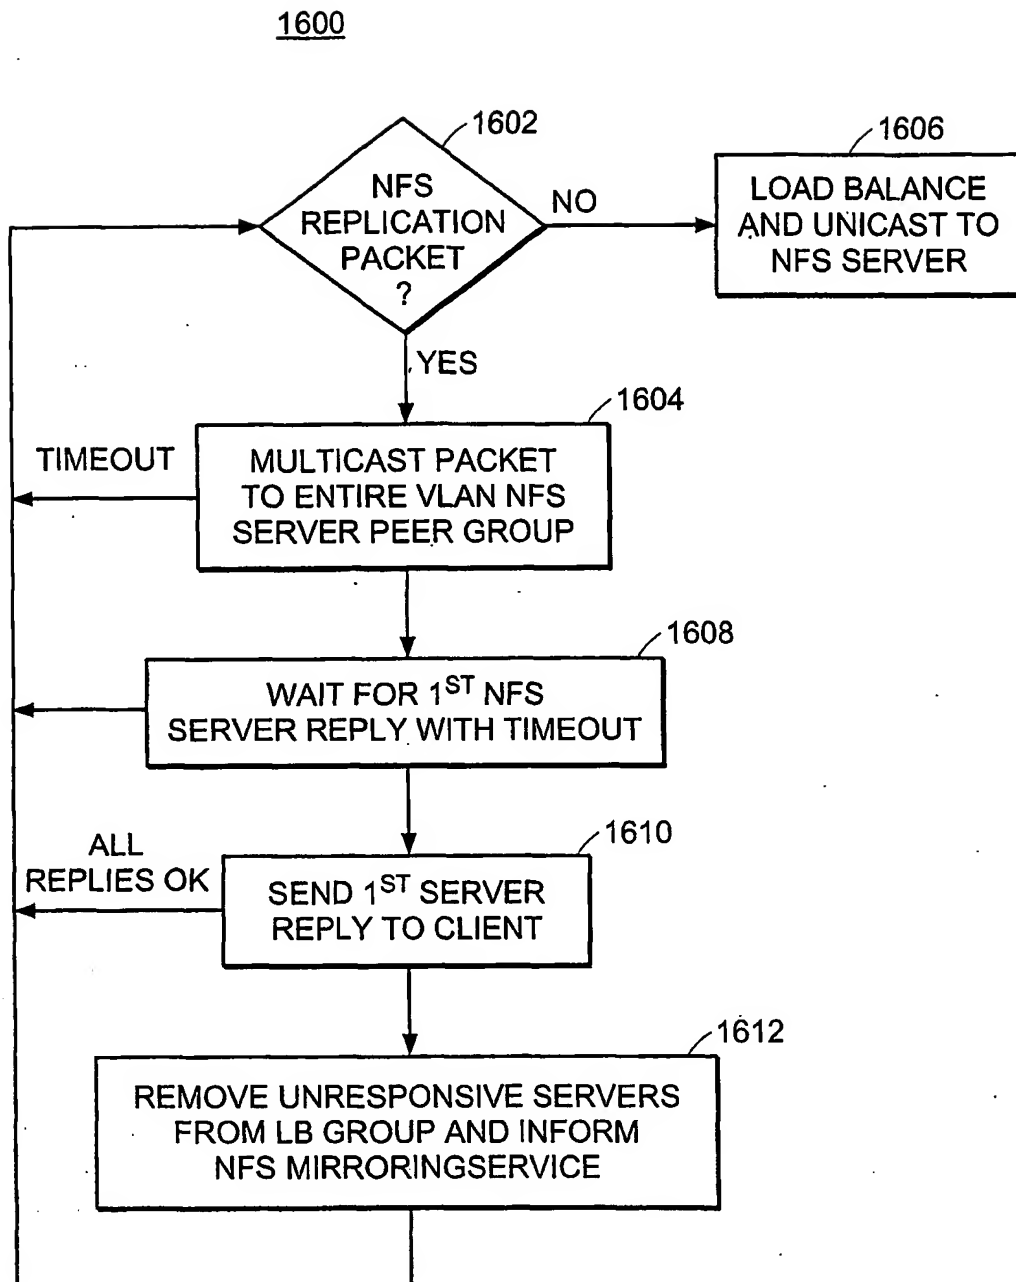 1600
1602
NFS
REPLICATION
PACKET
?
NO
1606
LOAD BALANCE
AND UNICAST TO
NFS SERVER
YES
1604
TIMEOUT
MULTICAST PACKET
TO ENTIRE VLAN NFS
SERVER PEER GROUP
1608
WAIT FOR 1ST NFS
SERVER REPLY WITH TIMEOUT
1610
ALL
REPLIES OK
SEND 1ST SERVER
REPLY TO CLIENT
1612
REMOVE UNRESPONSIVE SERVERS
FROM LB GROUP AND INFORM
NFS MIRRORINGSERVICE